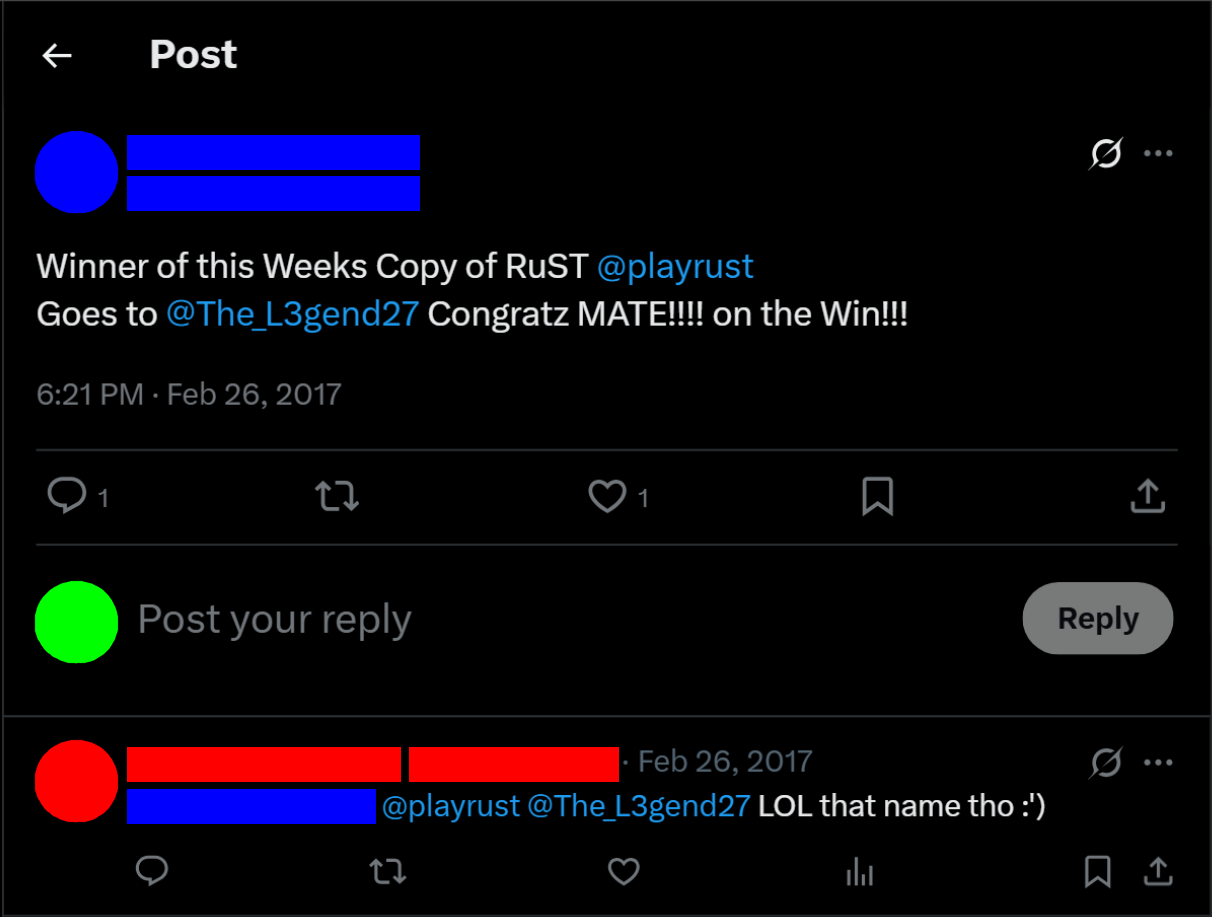 Post
Winner of this Weeks Copy of RuST @playrust
Goes to @The_L3gend27 Congratz MATE!!!! on the Win!!!
6:21 PM · Feb 26, 2017
1 1
Post your reply Reply
· Feb 26, 2017
@playrust @The_L3gend27 LOL that name tho :')